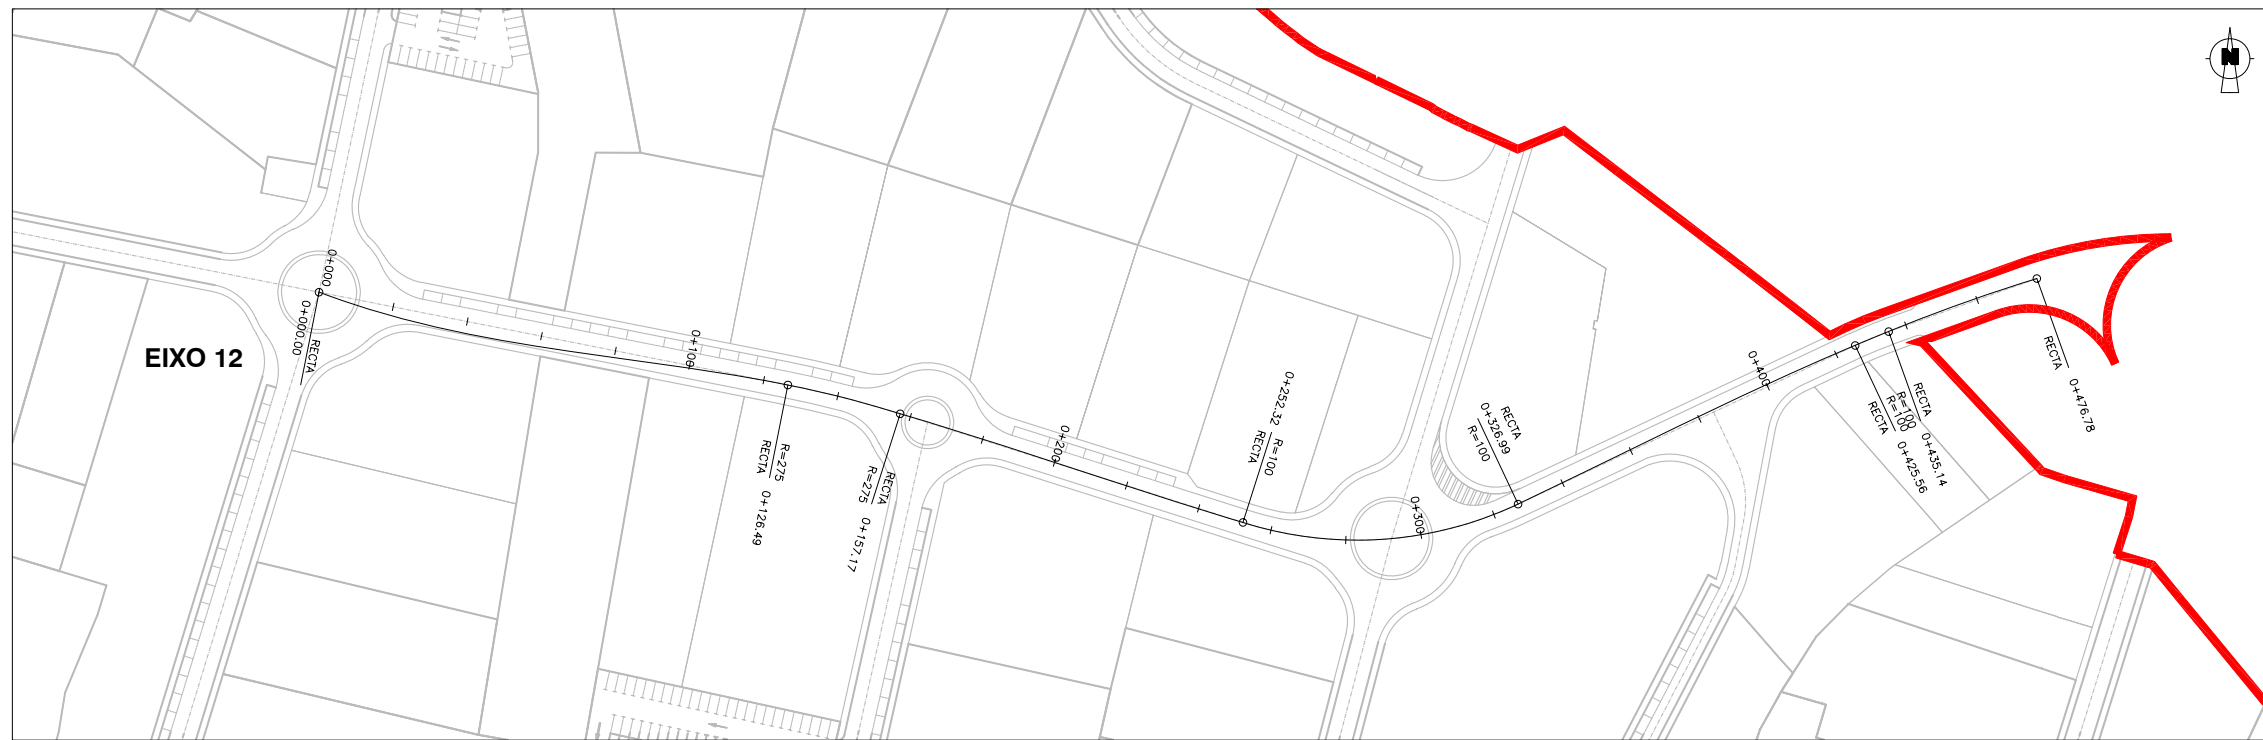 N
EIXO 12
0+000
0+000.00
RECTA
0+100
R=275
RECTA 0+126.49
RECTA
R=275 0+157.17
0+200
0+252.32 R=100
RECTA
0+300
RECTA
0+326.99
R=100
0+400
R=100
RECTA 0+425.56
RECTA
R=100 0+435.14
RECTA 0+476.78